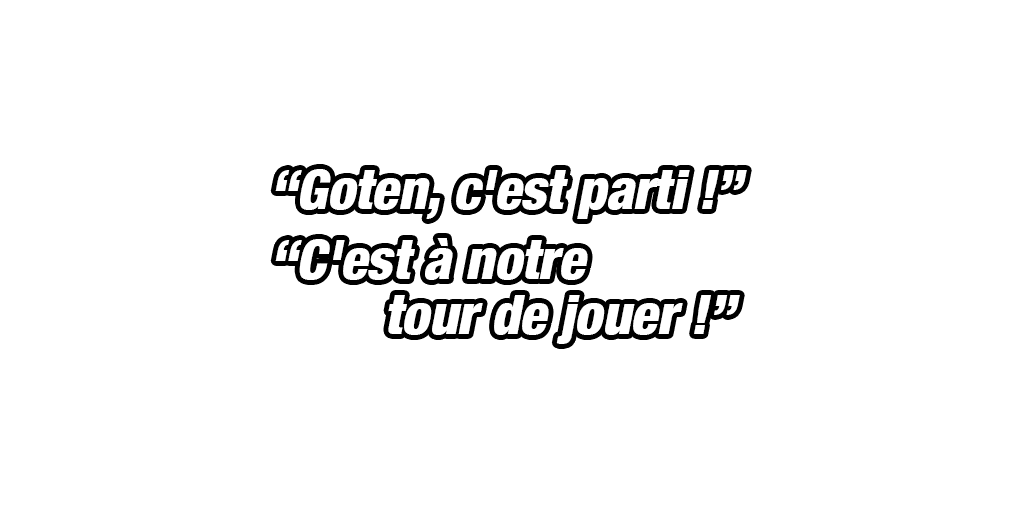 “Goten, c'est parti !”
“C'est à notre
tour de jouer !”